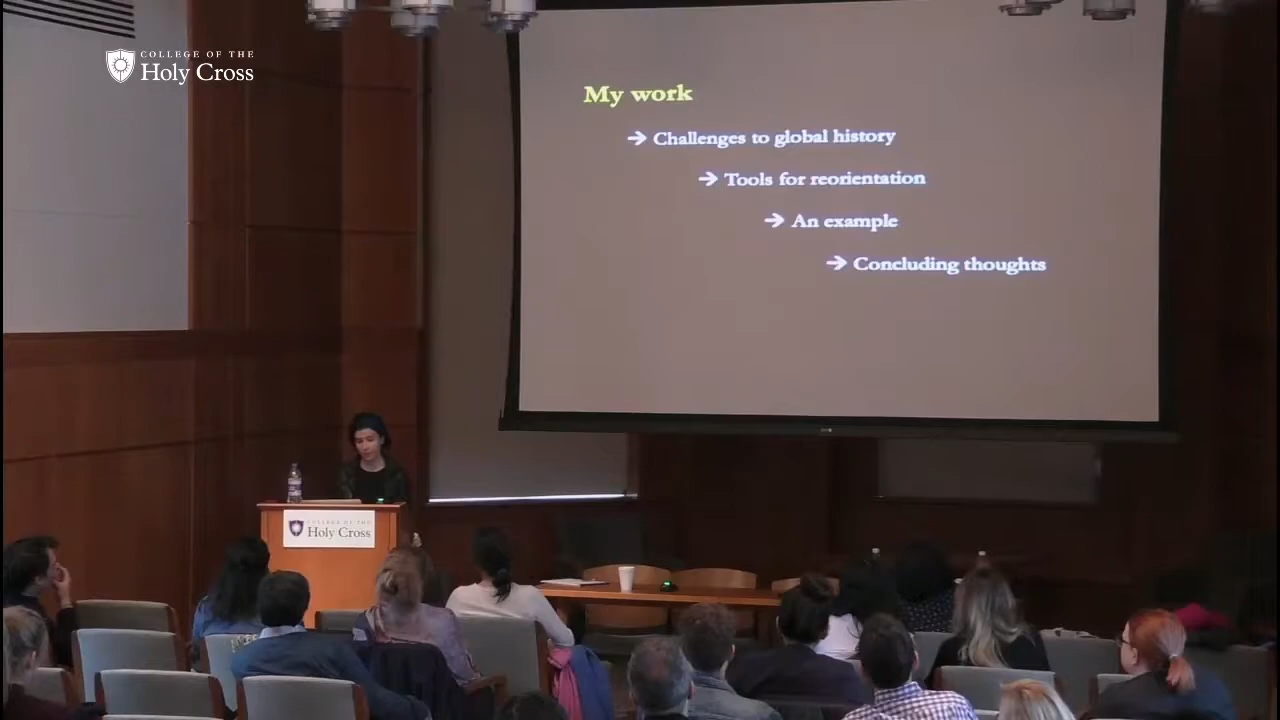 COLLEGE OF THE
Holy Cross
My work
→ Challenges to global history
→ Tools for reorientation
→ An example
→ Concluding thoughts
COLLEGE OF THE
Holy Cross